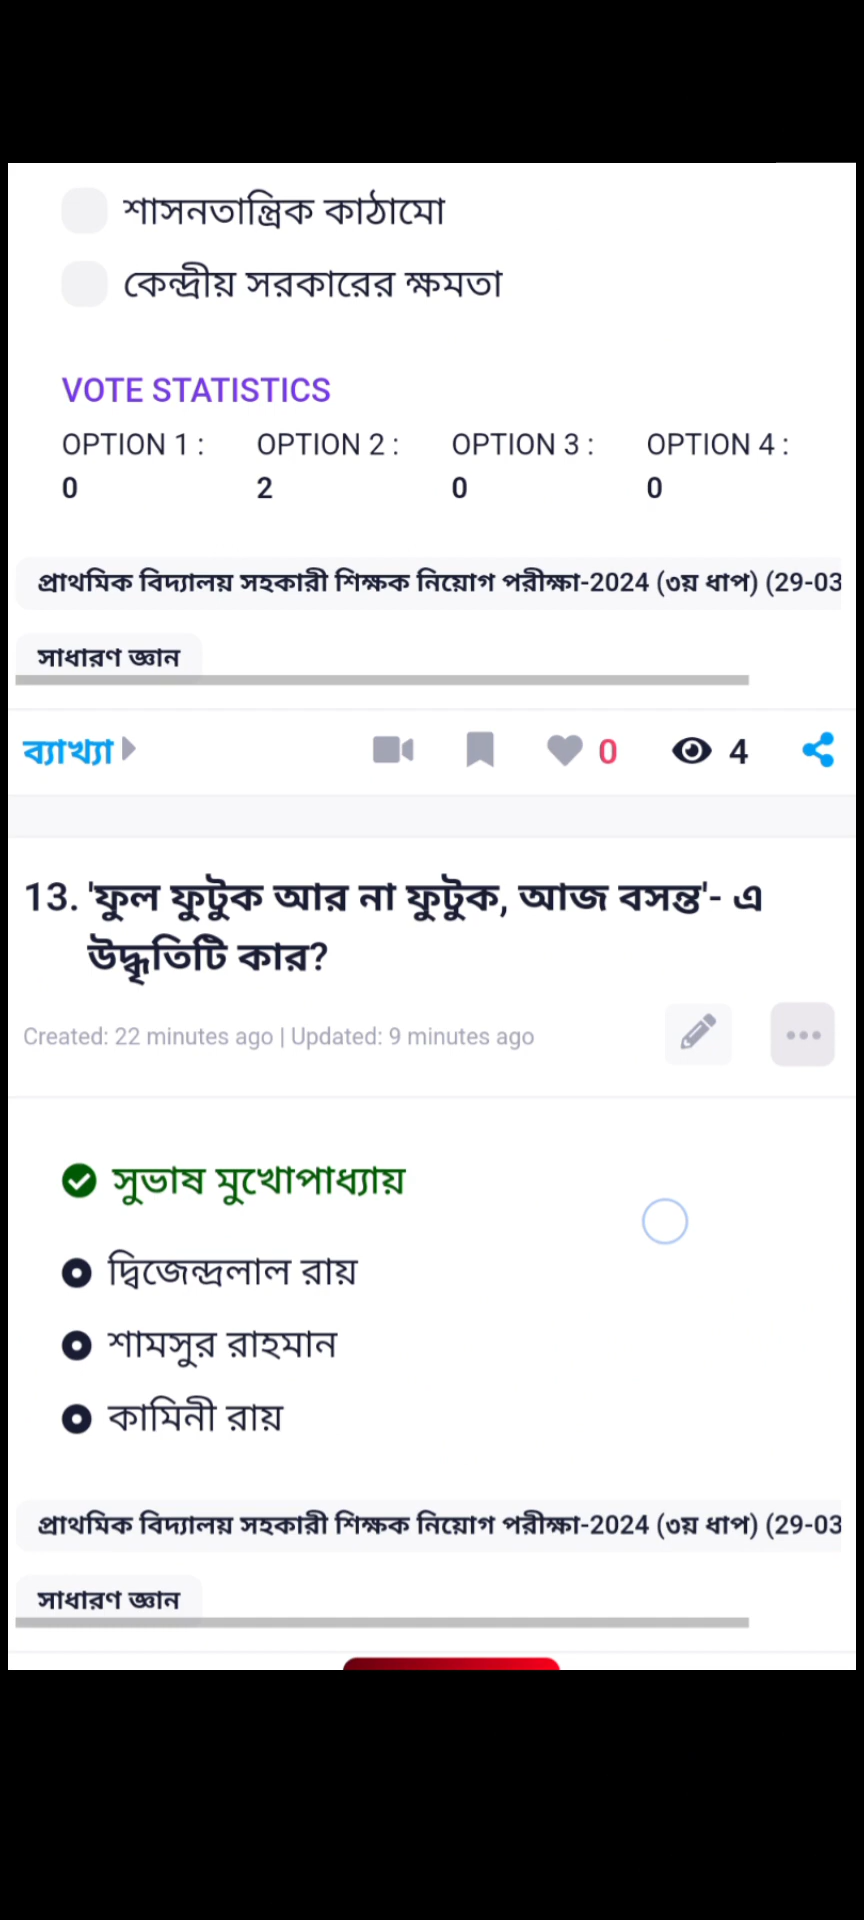 শাসনতান্ত্রিক কাঠামো
কেন্দ্রীয় সরকারের ক্ষমতা
VOTE STATISTICS
OPTION 1 : OPTION 2 : OPTION 3 : OPTION 4 :
0 2 0 0
প্রাথমিক বিদ্যালয় সহকারী শিক্ষক নিয়োগ পরীক্ষা-2024 (৩য় ধাপ) (29-03
সাধারণ জ্ঞান
ব্যাখ্যা 0 4
13. 'ফুল ফুটুক আর না ফুটুক, আজ বসন্ত'- এ
উদ্ধৃতিটি কার?
Created: 22 minutes ago | Updated: 9 minutes ago
সুভাষ মুখোপাধ্যায়
দ্বিজেন্দ্রলাল রায়
শামসুর রাহমান
কামিনী রায়
প্রাথমিক বিদ্যালয় সহকারী শিক্ষক নিয়োগ পরীক্ষা-2024 (৩য় ধাপ) (29-03
সাধারণ জ্ঞান